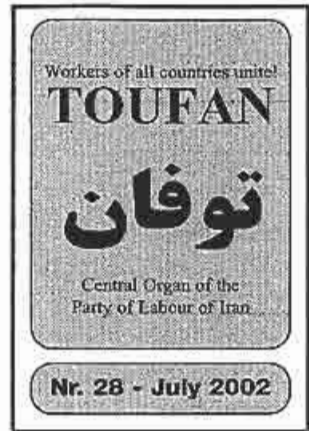 Workers of all countries unite!
TOUFAN
توفان
Central Organ of the
Party of Labour of Iran
Nr. 28 - July 2002